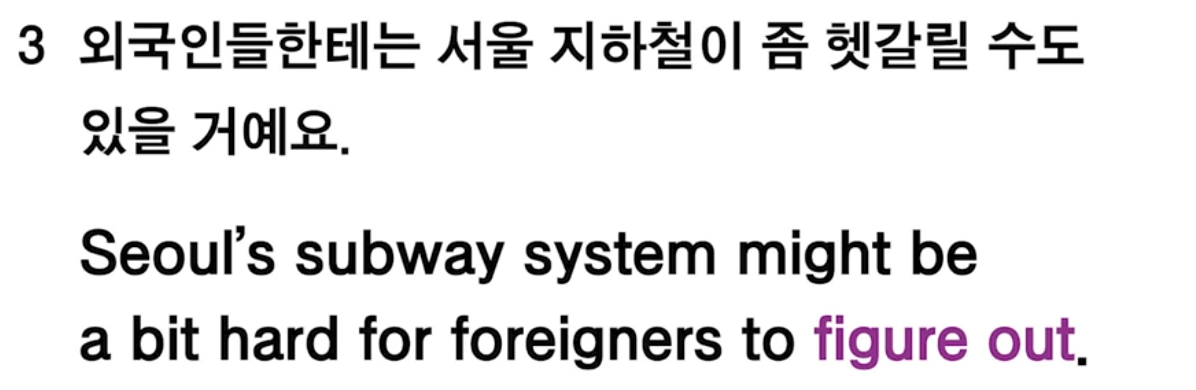 3 외국인들한테는 서울 지하철이 좀 헷갈릴 수도
있을 거예요.
Seoul’s subway system might be
a bit hard for foreigners to figure out.